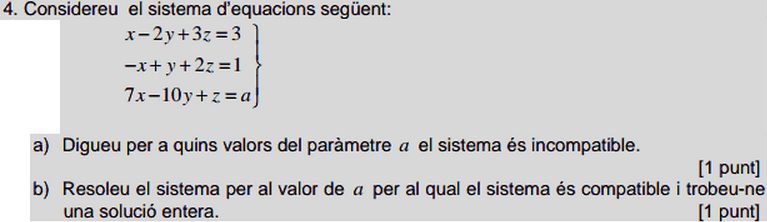 4. Considereu el sistema d'equacions següent:
x−2y+3z=3
−x+y+2z=1
7x−10y+z=a
a) Digueu per a quins valors del paràmetre a el sistema és incompatible.
[1 punt]
b) Resoleu el sistema per al valor de a per al qual el sistema és compatible i trobeu-ne
una solució entera. [1 punt]